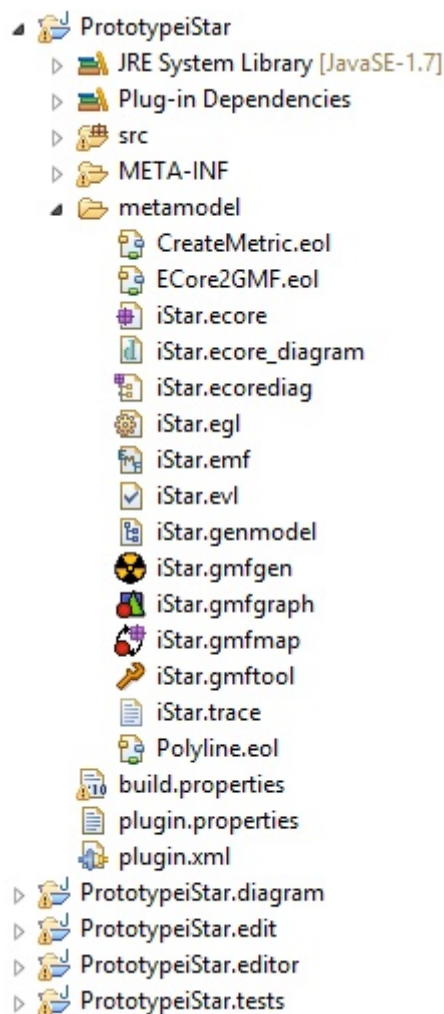 PrototypeiStar
JRE System Library [JavaSE-1.7]
Plug-in Dependencies
src
META-INF
metamodel
CreateMetric.eol
ECore2GMF.eol
iStar.ecore
iStar.ecore_diagram
iStar.ecorediag
iStar.egl
iStar.emf
iStar.evl
iStar.genmodel
iStar.gmfgen
iStar.gmfgraph
iStar.gmfmap
iStar.gmftool
iStar.trace
Polyline.eol
build.properties
plugin.properties
plugin.xml
PrototypeiStar.diagram
PrototypeiStar.edit
PrototypeiStar.editor
PrototypeiStar.tests